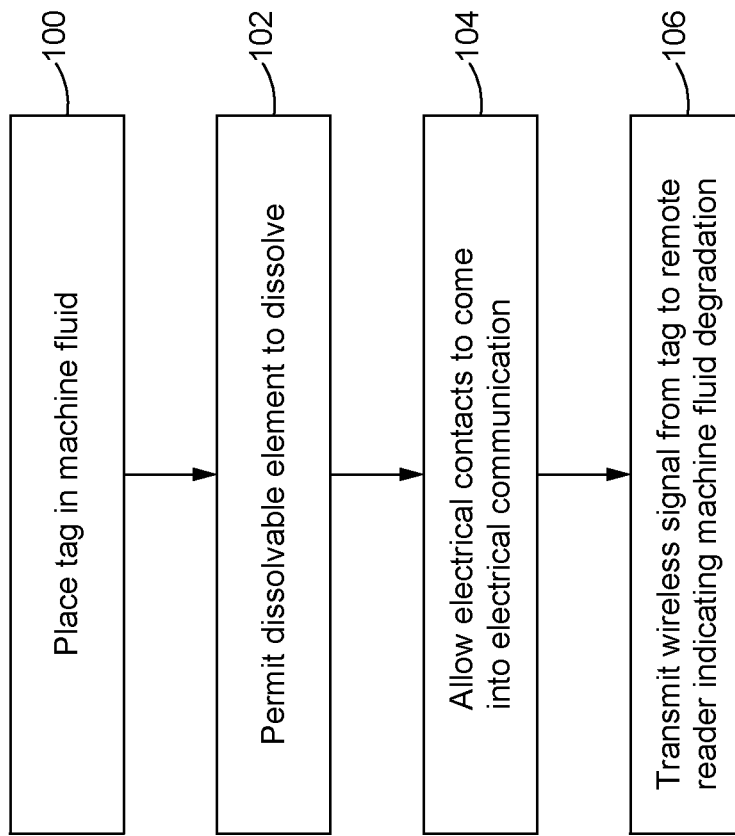 Place tag in machine fluid
100
Permit dissolvable element to dissolve
102
Allow electrical contacts to come
into electrical communication
104
Transmit wireless signal from tag to remote
reader indicating machine fluid degradation
106